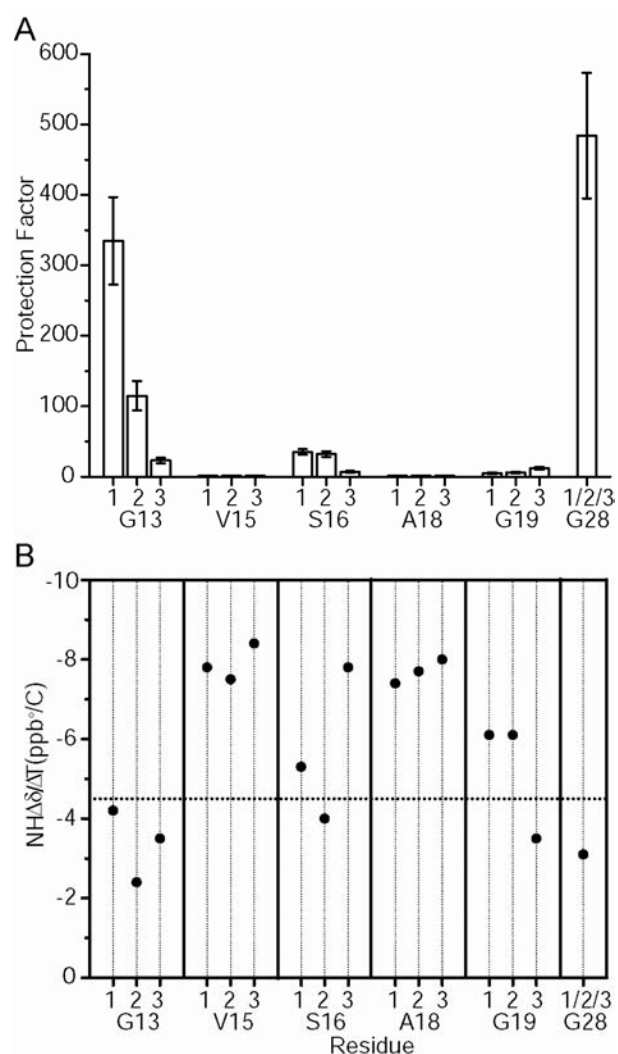 A
600
500
400
300
200
100
0
Protection Factor
1 2 3 1 2 3 1 2 3 1 2 3 1 2 3 1/2/3
G13 V15 S16 A18 G19 G28
B
-10
-8
-6
-4
-2
0
NHΔδ/ΔT(ppb°/C)
1 2 3 1 2 3 1 2 3 1 2 3 1 2 3 1/2/3
G13 V15 S16 A18 G19 G28
Residue